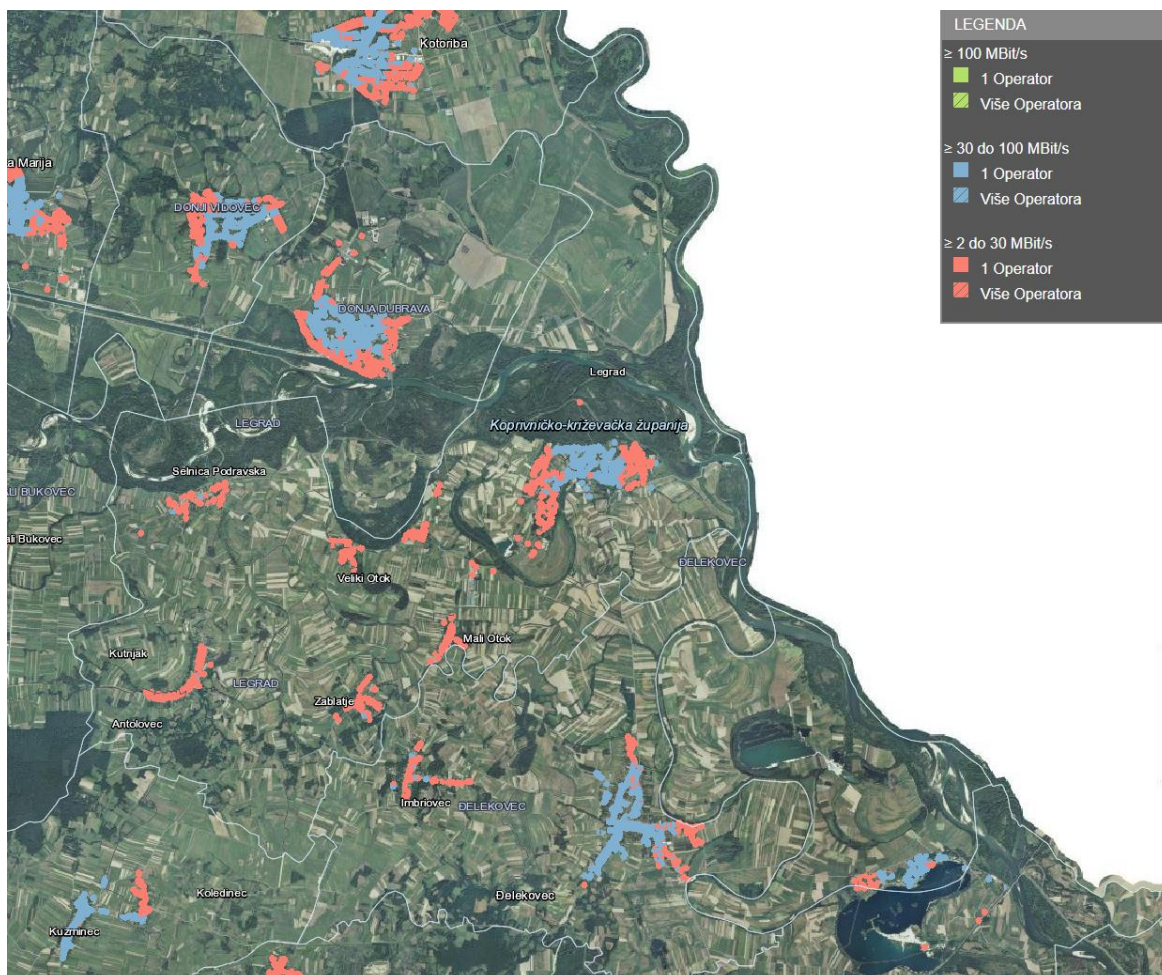 LEGENDA
≥ 100 MBit/s
1 Operator
Više Operatora
≥ 30 do 100 MBit/s
1 Operator
Više Operatora
≥ 2 do 30 MBit/s
1 Operator
Više Operatora
Kotoriba
a Marija
DONJI VIDOVEC
DONJA DUBRAVA
Legrad
LEGRAD
Koprivničko-križevačka županija
Selnica Podravska
ALI BUKOVEC
ali Bukovec
ĐELEKOVEC
Veliki Otok
Mali Otok
Kutnjak
LEGRAD
Zablatje
Antolovec
Imbriovec
ĐELEKOVEC
Koledinec
Đelekovec
Kuzminec